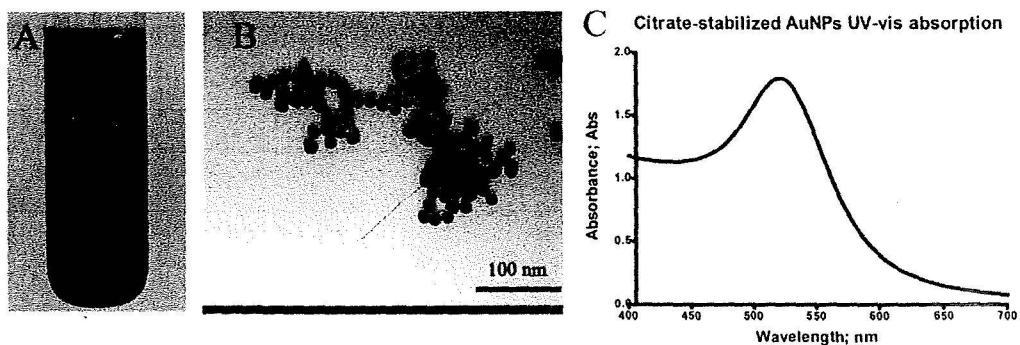 A
B
100 nm
C
Citrate-stabilized AuNPs UV-vis absorption
Absorbance; Abs
2.0
1.5
1.0
0.5
0.0
400 450 500 550 600 650 700
Wavelength; nm